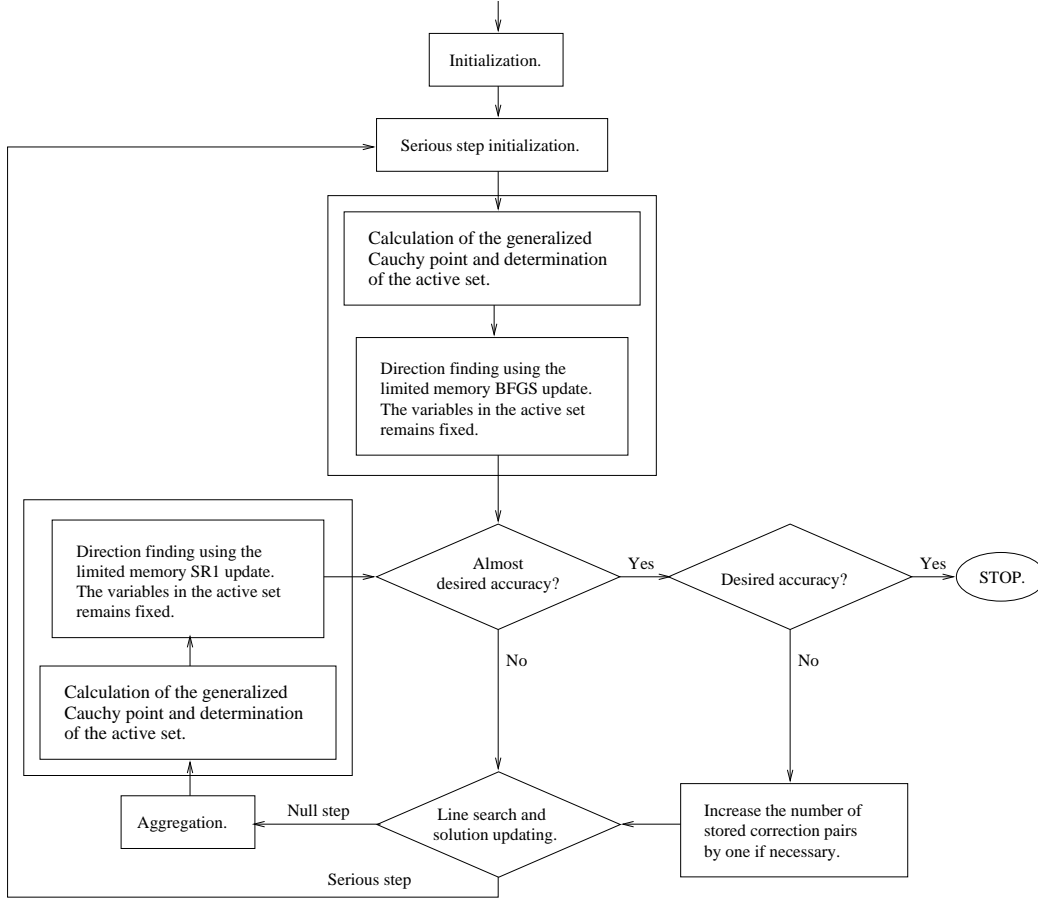 Initialization.
Serious step initialization.
Calculation of the generalized
Cauchy point and determination
of the active set.
Direction finding using the
limited memory BFGS update.
The variables in the active set
remains fixed.
Direction finding using the
limited memory SR1 update.
The variables in the active set
remains fixed.
Almost
desired accuracy?
Yes
Desired accuracy?
Yes
STOP.
No
No
Calculation of the generalized
Cauchy point and determination
of the active set.
Aggregation.
Null step
Line search and
solution updating.
Increase the number of
stored correction pairs
by one if necessary.
Serious step